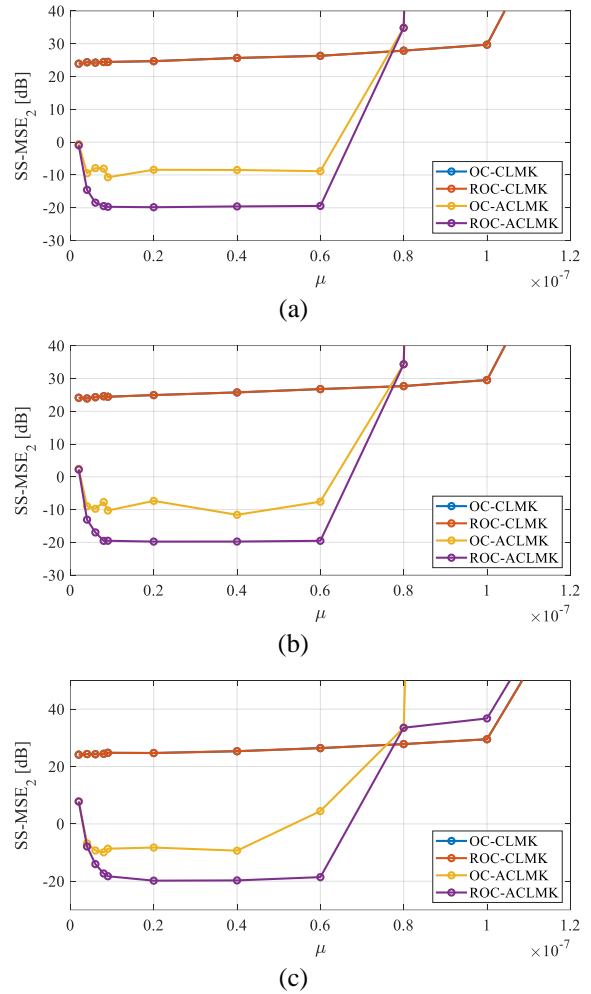 40
30
20
10
0
-10
-20
-30
SS-MSE₂ [dB]
OC-CLMK
ROC-CLMK
OC-ACLMK
ROC-ACLMK
0 0.2 0.4 0.6 0.8 1 1.2
μ ×10⁻⁷
(a)
40
30
20
10
0
-10
-20
-30
SS-MSE₂ [dB]
OC-CLMK
ROC-CLMK
OC-ACLMK
ROC-ACLMK
0 0.2 0.4 0.6 0.8 1 1.2
μ ×10⁻⁷
(b)
40
20
0
-20
SS-MSE₂ [dB]
OC-CLMK
ROC-CLMK
OC-ACLMK
ROC-ACLMK
0 0.2 0.4 0.6 0.8 1 1.2
μ ×10⁻⁷
(c)